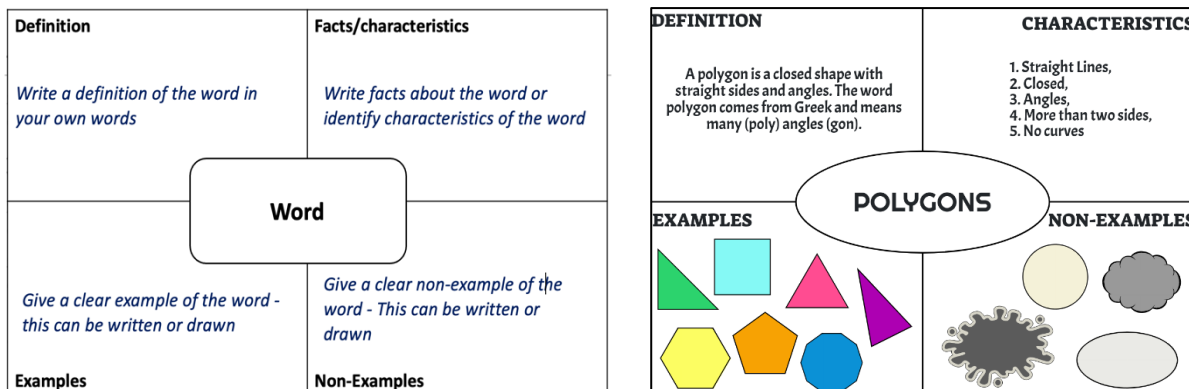 Definition
Write a definition of the word in
your own words
Facts/characteristics
Write facts about the word or
identify characteristics of the word
Word
Give a clear example of the word -
this can be written or drawn
Examples
Give a clear non-example of the
word - This can be written or
drawn
Non-Examples
DEFINITION
A polygon is a closed shape with
straight sides and angles. The word
polygon comes from Greek and means
many (poly) angles (gon).
CHARACTERISTICS
1. Straight Lines,
2. Closed,
3. Angles,
4. More than two sides,
5. No curves
POLYGONS
EXAMPLES
NON-EXAMPLES